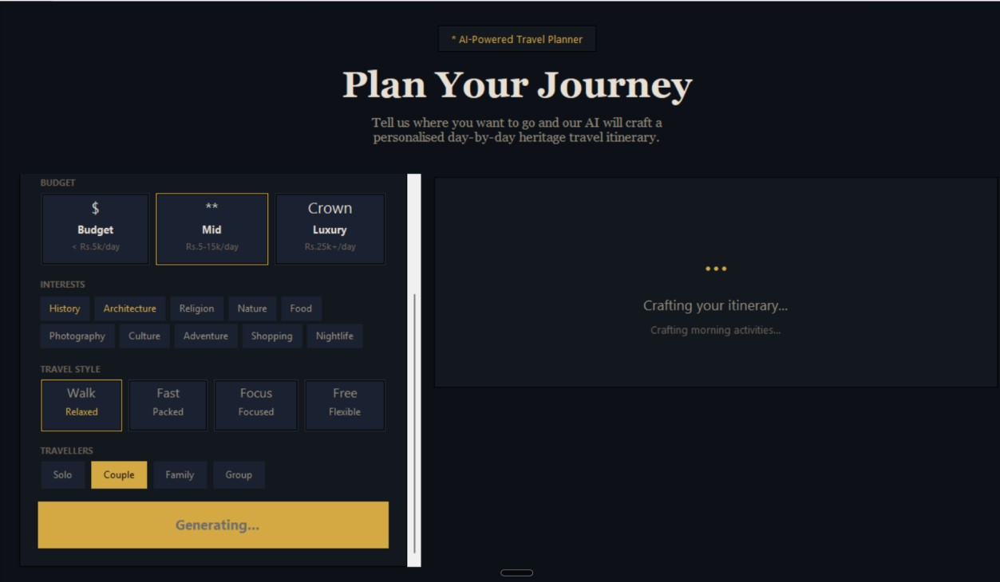 * AI-Powered Travel Planner
Plan Your Journey
Tell us where you want to go and our AI will craft a
personalised day-by-day heritage travel itinerary.
BUDGET
$ ** Crown
Budget Mid Luxury
< Rs.5k/day Rs.5-15k/day Rs.25k+/day
INTERESTS
History Architecture Religion Nature Food
Photography Culture Adventure Shopping Nightlife
TRAVEL STYLE
Walk Fast Focus Free
Relaxed Packed Focused Flexible
TRAVELLERS
Solo Couple Family Group
Generating...
...
Crafting your itinerary...
Crafting morning activities...